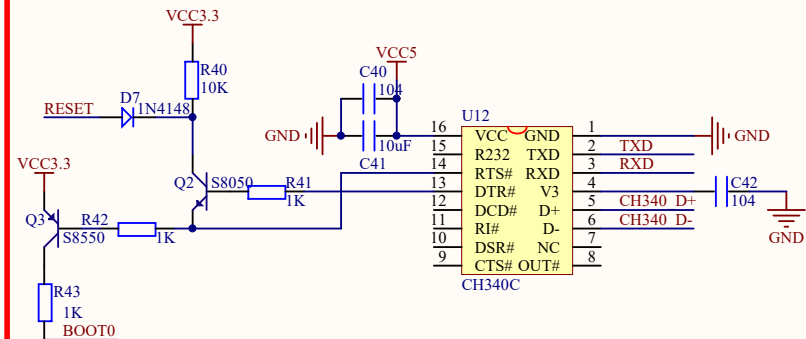 VCC3.3
R40
10K
VCC5
C40
104
RESET
D7
1N4148
GND
10uF
C41
U12
16 VCC GND 1 GND
15 R232 TXD 2 TXD
14 RTS# RXD 3 RXD
13 DTR# V3 4 C42
104
12 DCD# D+ 5 CH340 D+
11 RI# D- 6 CH340 D-
10 DSR# NC 7
9 CTS# OUT# 8
GND
CH340C
VCC3.3
Q2
S8050
R41
1K
Q3
S8550
R42
1K
R43
1K
BOOT0